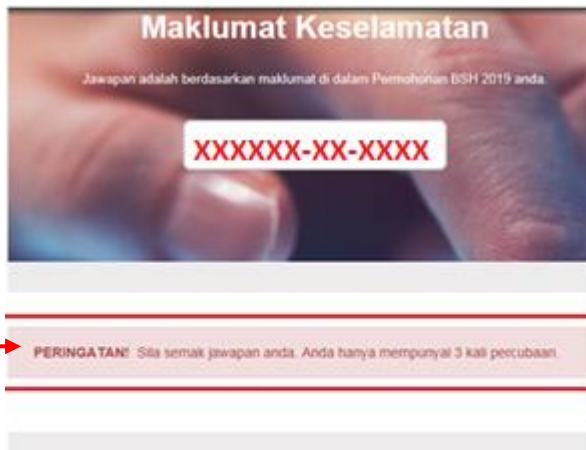 Maklumat Keselamatan
Jawapan adalah berdasarkan maklumat di dalam Permohonan BSH 2019 anda.
XXXXXX-XX-XXXX
PERINGATAN! Sila semak jawapan anda. Anda hanya mempunyai 3 kali percubaan.